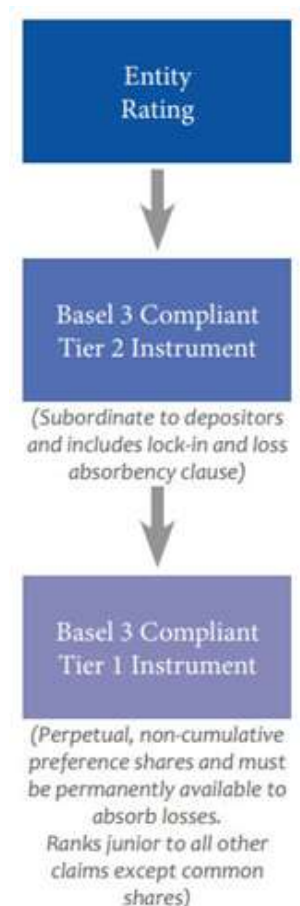 Entity
Rating
Basel 3 Compliant
Tier 2 Instrument
(Subordinate to depositors
and includes lock-in and loss
absorbency clause)
Basel 3 Compliant
Tier 1 Instrument
(Perpetual, non-cumulative
preference shares and must
be permanently available to
absorb losses.
Ranks junior to all other
claims except common
shares)